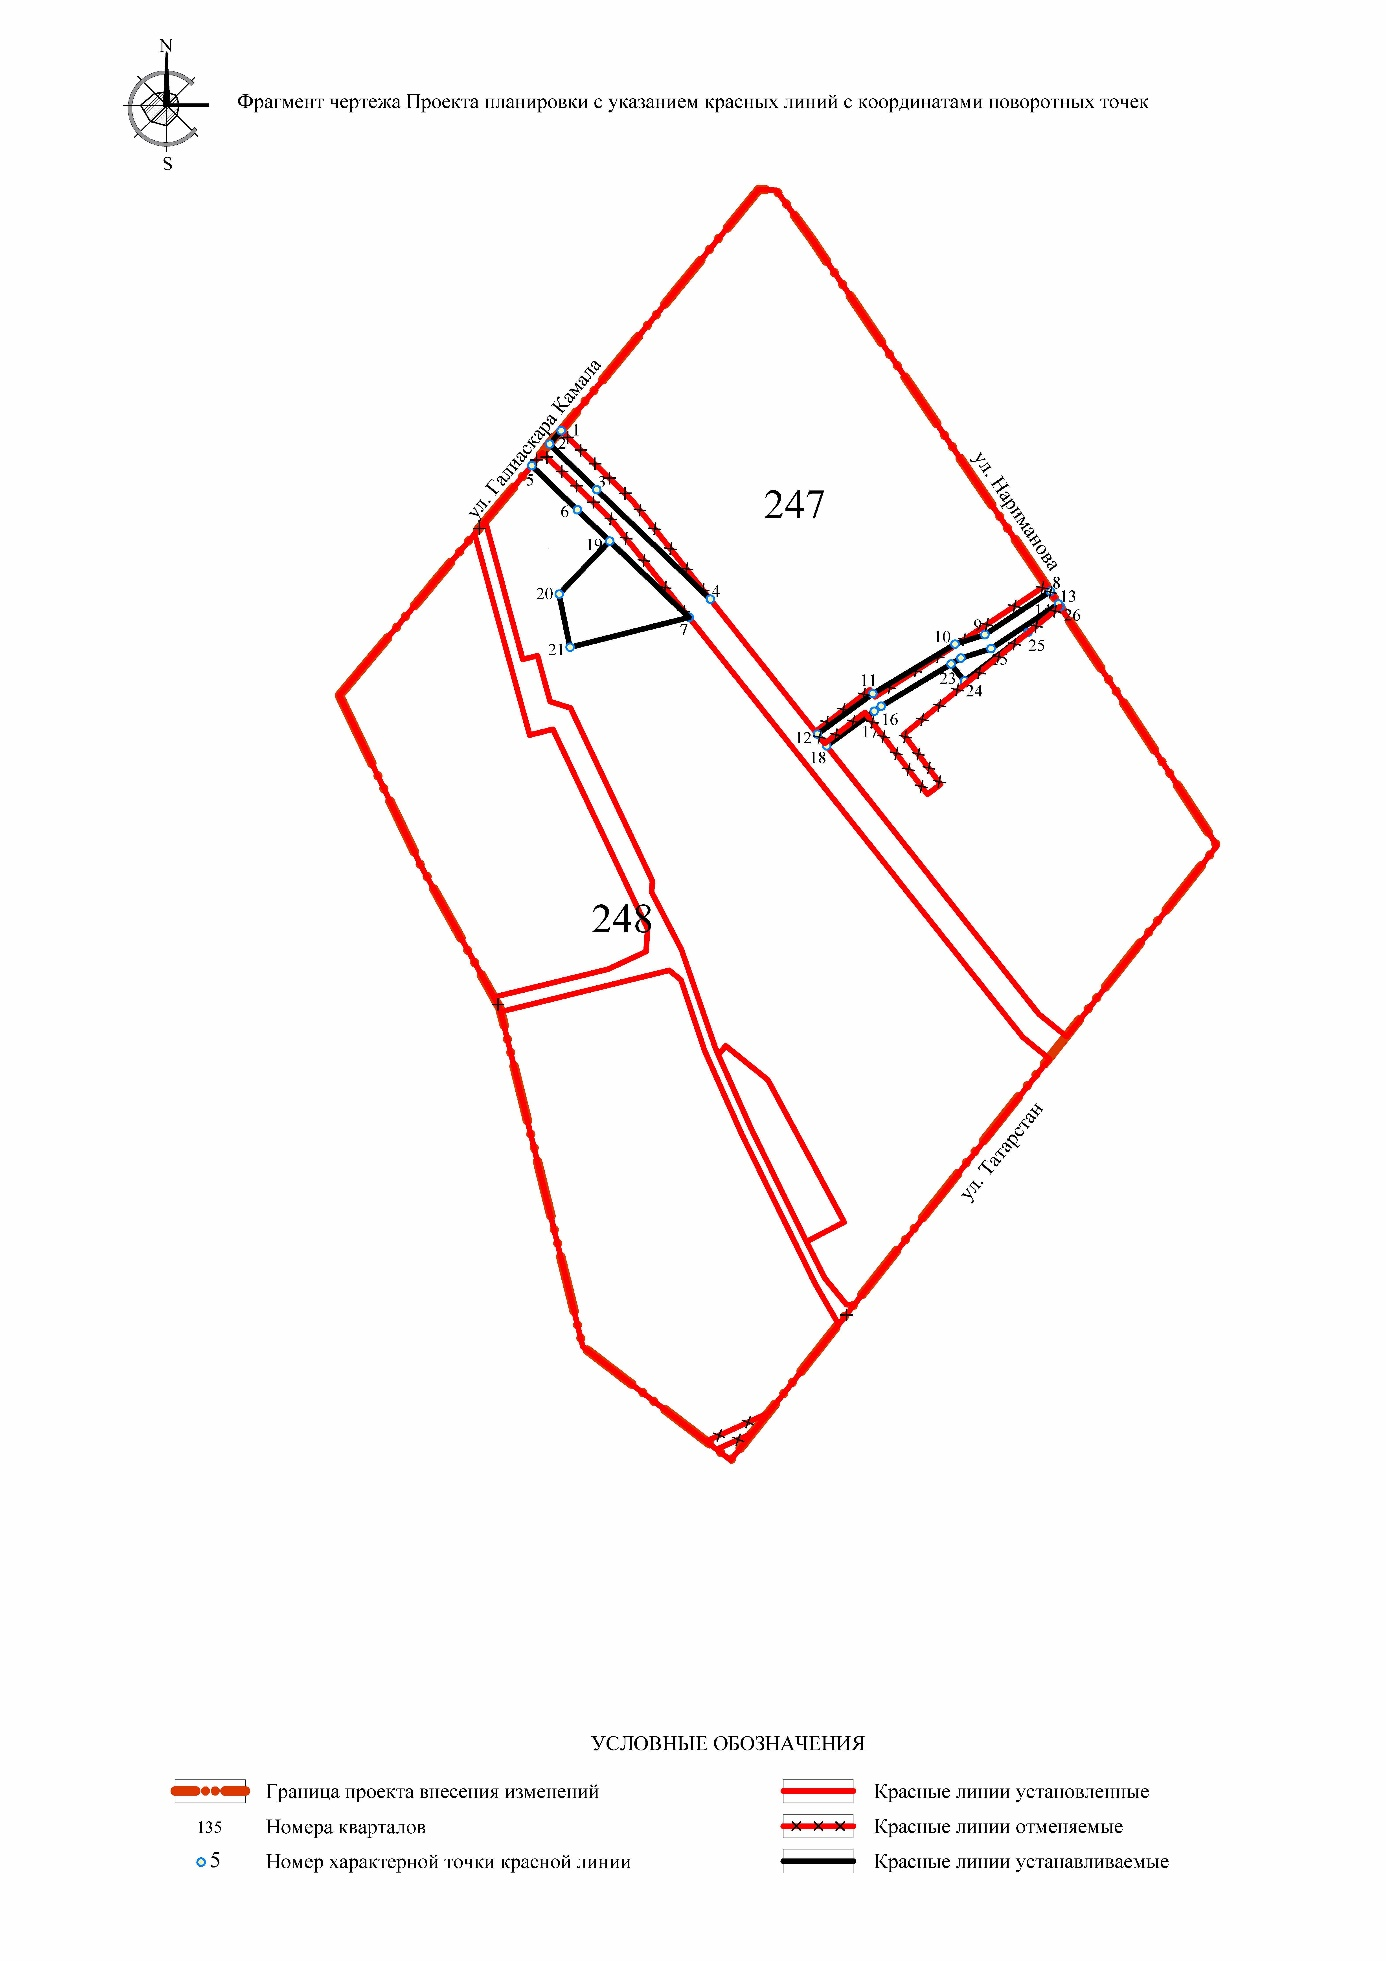 N
Фрагмент чертежа Проекта планировки с указанием красных линий с координатами поворотных точек
S
ул. Галиаскара Камала
1
2
3
5
6
19
20
21
4
7
247
ул. Нариманова
8
13
26
9
10
25
11
23
24
16
12
17
18
248
ул. Татарстан
УСЛОВНЫЕ ОБОЗНАЧЕНИЯ
Граница проекта внесения изменений
Красные линии установленные
135 Номера кварталов
Красные линии отменяемые
5 Номер характерной точки красной линии
Красные линии устанавливаемые